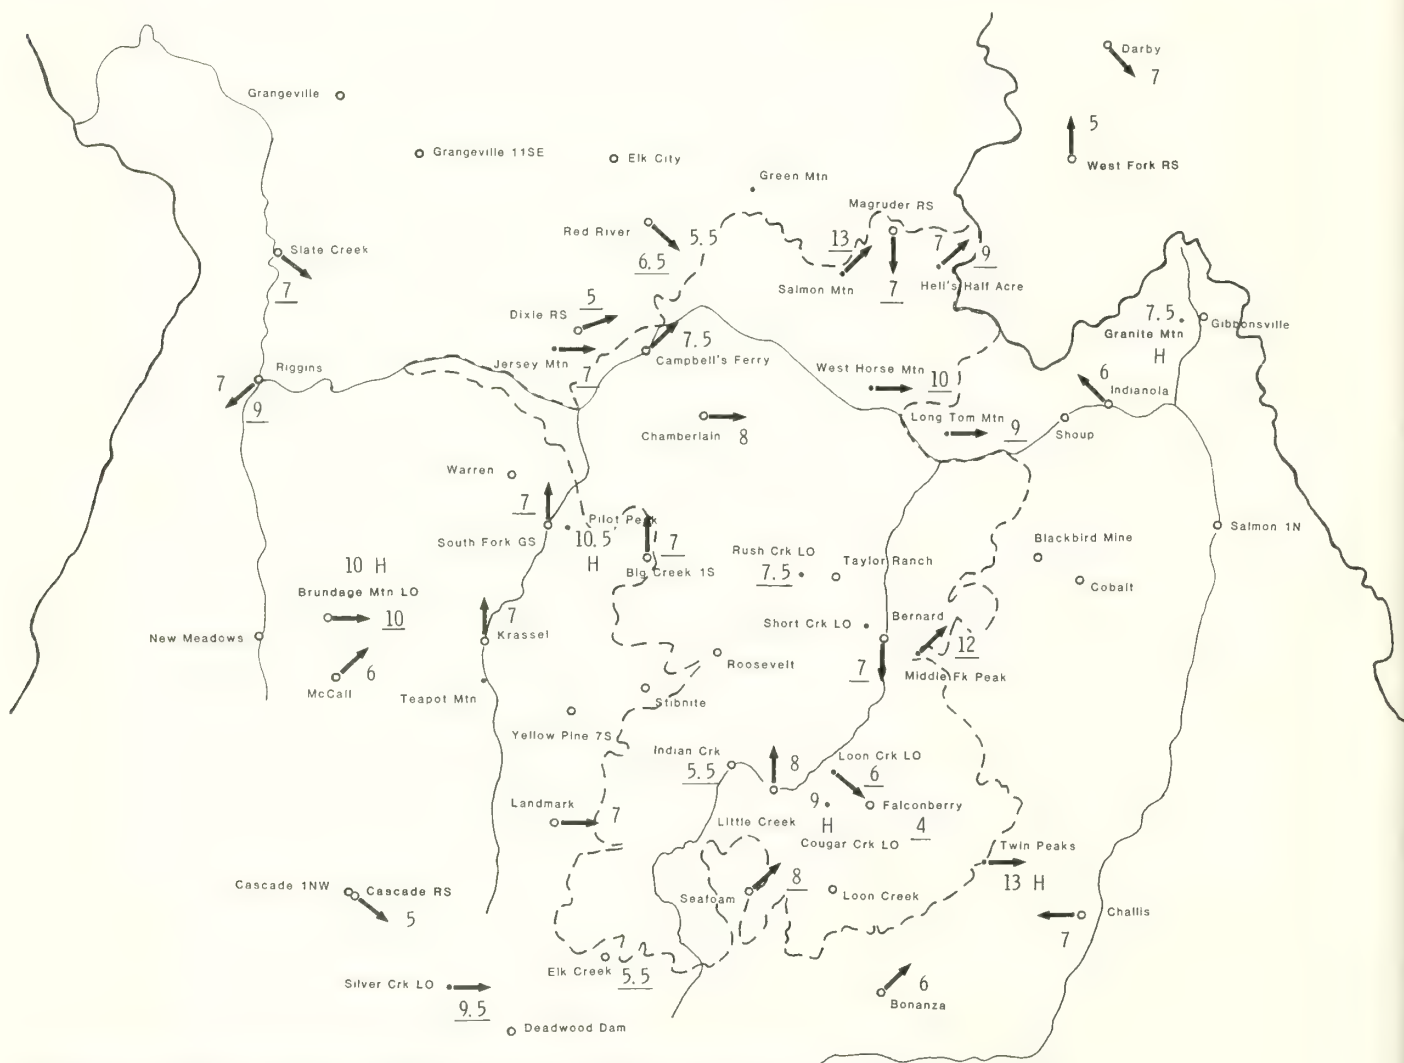 Darby
7
Grangeville
5
Grangeville 11SE
Elk City
West Fork RS
Green Mtn
Magruder RS
Red River
5.5
13
7
9
Slate Creek
6.5
Salmon Mtn
7
Hell's Half Acre
7
5
Dixie RS
7.5
Gibbonsville
7.5
Granite Mtn
H
Jersey Mtn
Campbell's Ferry
Riggins
7
West Horse Mtn
10
6
Indianola
7
9
Long Tom Mtn
9
Chamberlain
8
Shoup
Warren
7
Pilot Peak
Salmon 1N
South Fork GS
10.5
H
7
Big Creek 1S
Rush Crk LO
7.5
Taylor Ranch
Blackbird Mine
Cobalt
10 H
Brundage Mtn LO
10
7
Krassel
Short Crk LO
Bernard
New Meadows
12
McCall
6
Teapot Mtn
Roosevelt
7
Middle Fk Peak
Stibnite
Yellow Pine 7S
Indian Crk
5.5
8
Loon Crk LO
6
Landmark
7
Little Creek
9
H
Falconberry
4
Cougar Crk LO
Twin Peaks
13 H
Cascade 1NW
Cascade RS
5
Seafoam
8
Loon Creek
Challis
7
Elk Creek
5.5
Silver Crk LO
9.5
6
Bonanza
Deadwood Dam